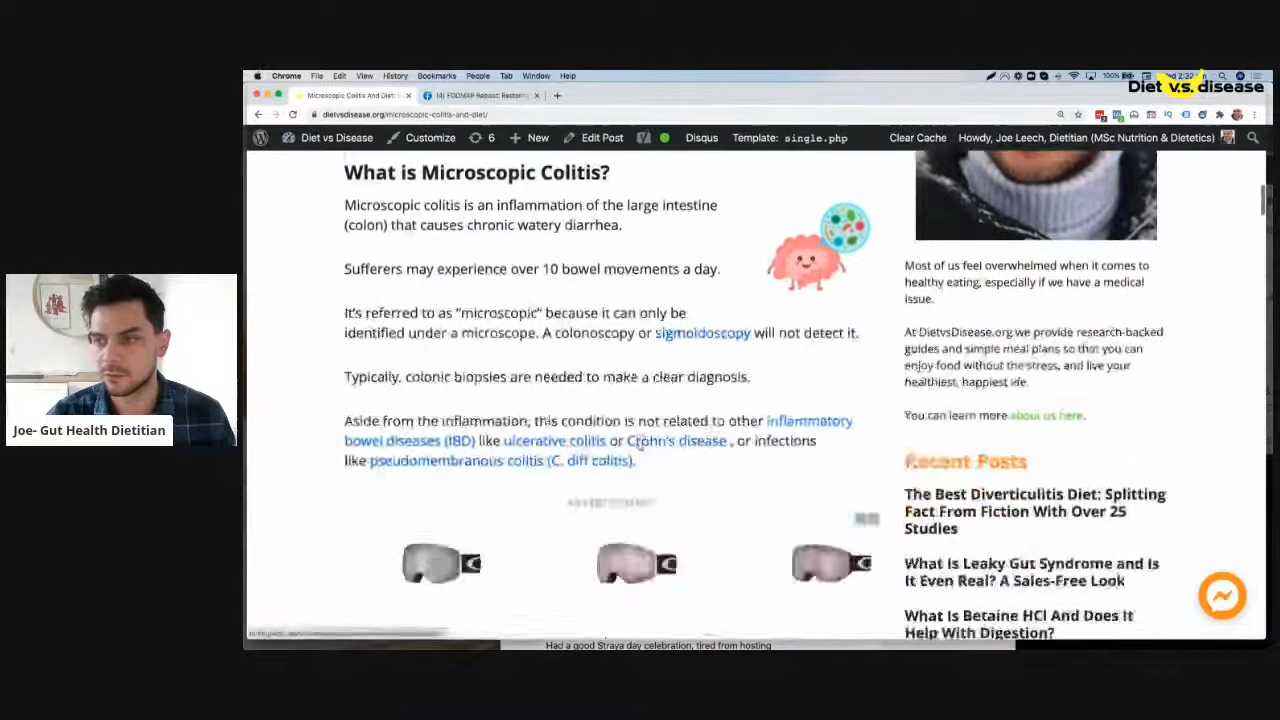 Chrome File Edit View History Bookmarks People Tab Window Help
100%
Diet v.s. disease
Microscopic Colitis And Diet:
(4) FODMAP Reboot: Restor
dietvsdisease.org/microscopic-colitis-and-diet/
Diet vs Disease Customize 6 New Edit Post Disqus Template: single.php Clear Cache Howdy, Joe Leech, Dietitian (MSc Nutrition & Dietetics)
What is Microscopic Colitis?
Microscopic colitis is an inflammation of the large intestine
(colon) that causes chronic watery diarrhea.
Sufferers may experience over 10 bowel movements a day.
It's referred to as "microscopic" because it can only be
identified under a microscope. A colonoscopy or sigmoidoscopy will not detect it.
Typically, colonic biopsies are needed to make a clear diagnosis.
Aside from the inflammation, this condition is not related to other inflammatory
bowel diseases (IBD) like ulcerative colitis or Crohn's disease , or infections
like pseudomembranous colitis (C. diff colitis).
ADVERTISEMENT
Most of us feel overwhelmed when it comes to
healthy eating, especially if we have a medical
issue.
At DietvsDisease.org we provide research-backed
guides and simple meal plans so that you can
enjoy food without the stress, and live your
healthiest, happiest life.
You can learn more about us here.
Recent Posts
The Best Diverticulitis Diet: Splitting
Fact From Fiction With Over 25
Studies
What Is Leaky Gut Syndrome and Is
It Even Real? A Sales-Free Look
What Is Betaine HCl And Does It
Help With Digestion?
Had a good Straya day celebration, tired from hosting
Joe- Gut Health Dietitian